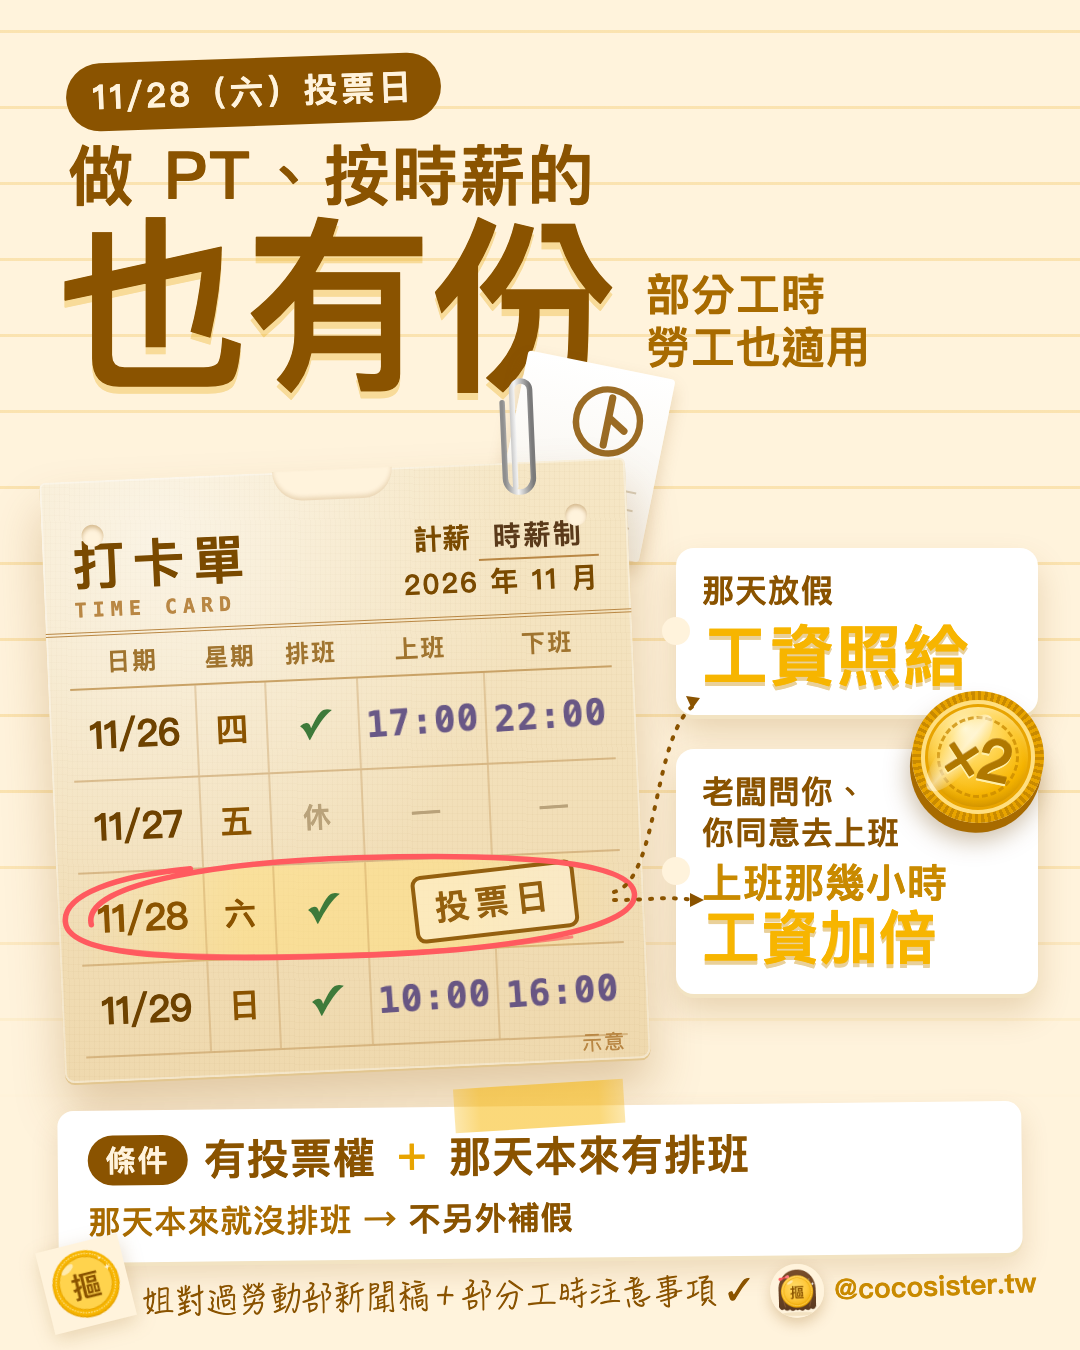 11/28（六）投票日
做 PT、按時薪的
也有份
部分工時
勞工也適用
打卡單
TIME CARD
計薪 時薪制
2026 年 11 月
日期 星期 排班 上班 下班
11/26 四 ✓ 17:00 22:00
11/27 五 休 — —
11/28 六 ✓ 投票日
11/29 日 ✓ 10:00 16:00
示意
那天放假
工資照給
×2
老闆問你、
你同意去上班
上班那幾小時
工資加倍
條件 有投票權 + 那天本來有排班
那天本來就沒排班 → 不另外補假
摳
姐對過勞動部新聞稿+部分工時注意事項✓
摳
@cocosister.tw